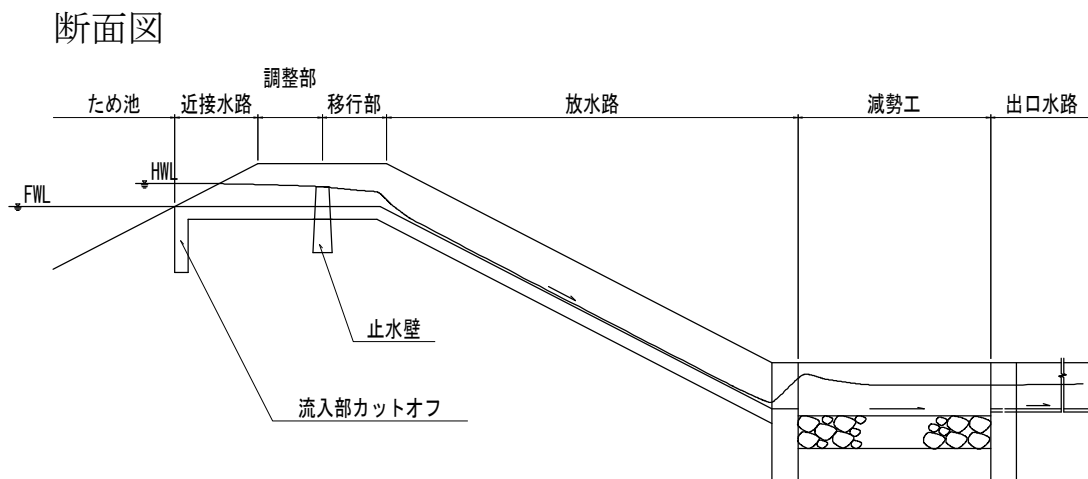 断面図
調整部
ため池
近接水路
移行部
放水路
減勢工
出口水路
HWL
FWL
止水壁
流入部カットオフ